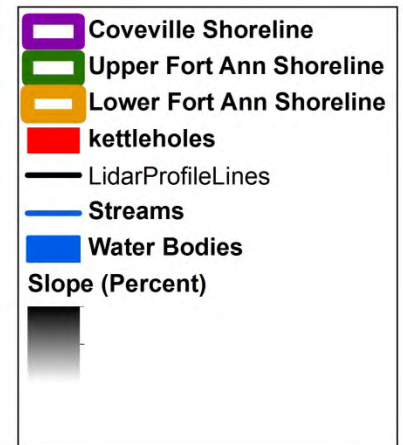 Coveville Shoreline
Upper Fort Ann Shoreline
Lower Fort Ann Shoreline
kettleholes
LidarProfileLines
Streams
Water Bodies
Slope (Percent)